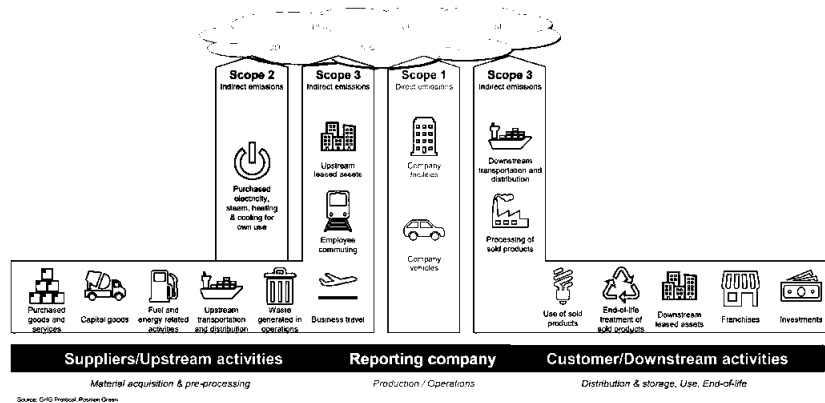 Scope 2
Indirect emissions
Purchased
electricity,
steam, heating
& cooling for
own use
Scope 3
Indirect emissions
Upstream
leased assets
Employee
commuting
Scope 1
Direct emissions
Company
facilities
Company
vehicles
Scope 3
Indirect emissions
Downstream
transportation and
distribution
Processing of
sold products
Purchased
goods and
services
Capital goods
Fuel and
energy related
activities
Upstream
transportation
and distribution
Waste
generated in
operations
Business travel
Use of sold
products
End-of-life
treatment of
sold products
Downstream
leased assets
Franchises
Investments
Suppliers/Upstream activities
Reporting company
Customer/Downstream activities
Material acquisition & pre-processing
Production / Operations
Distribution & storage, Use, End-of-life
Source: GHG Protocol, Position Green